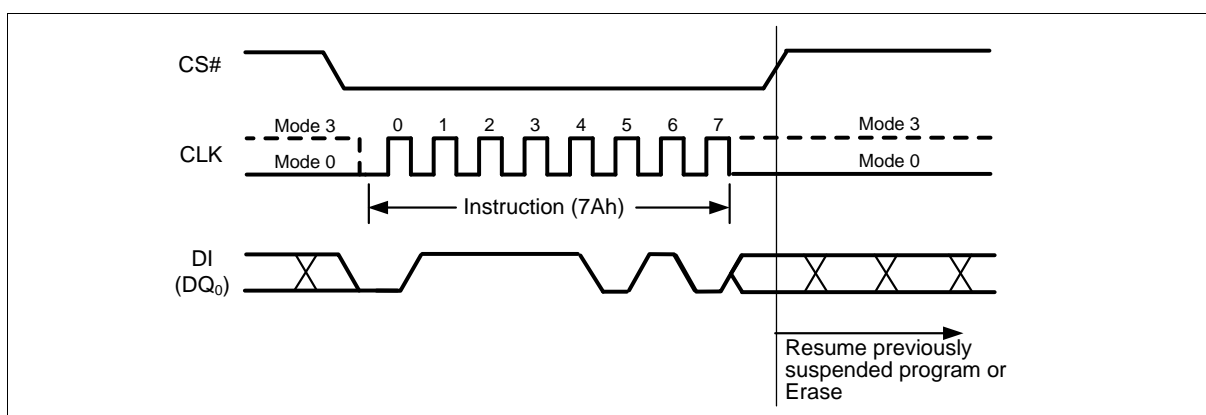 CS#
Mode 3 0 1 2 3 4 5 6 7 Mode 3
CLK
Mode 0 Mode 0
Instruction (7Ah)
DI
(DQ₀)
Resume previously
suspended program or
Erase